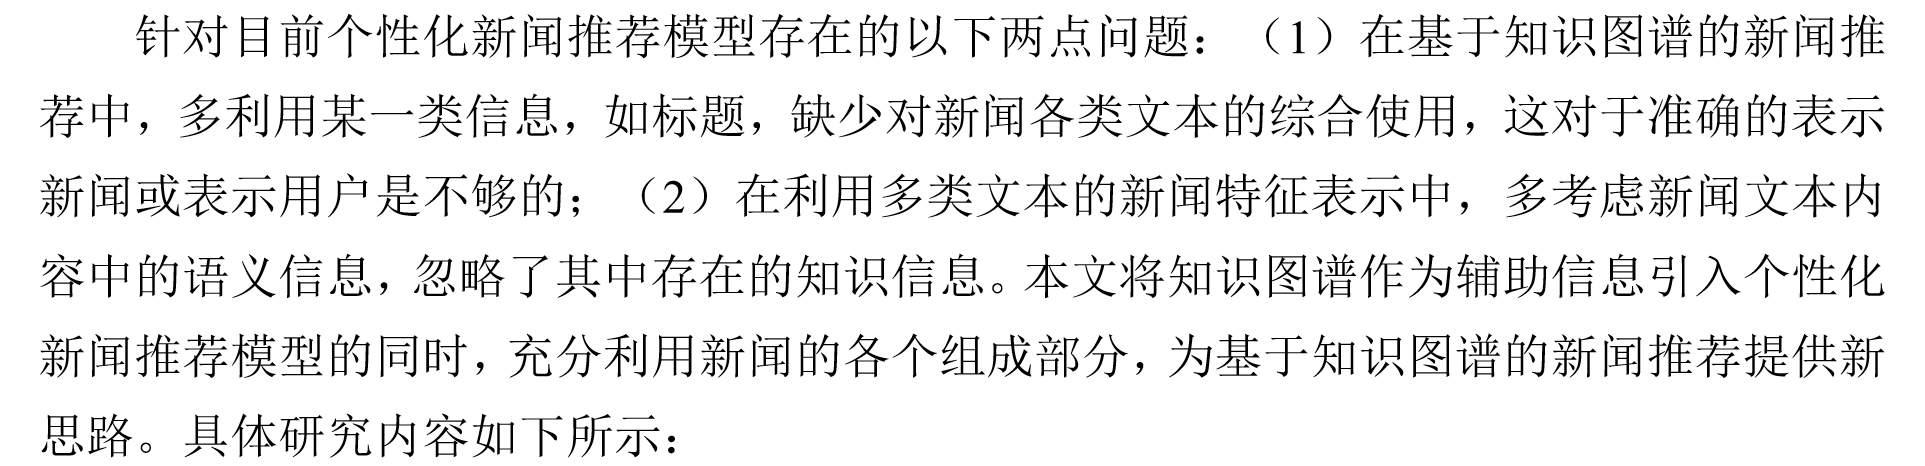 针对目前个性化新闻推荐模型存在的以下两点问题：（1）在基于知识图谱的新闻推
荐中，多利用某一类信息，如标题，缺少对新闻各类文本的综合使用，这对于准确的表示
新闻或表示用户是不够的；（2）在利用多类文本的新闻特征表示中，多考虑新闻文本内
容中的语义信息，忽略了其中存在的知识信息。本文将知识图谱作为辅助信息引入个性化
新闻推荐模型的同时，充分利用新闻的各个组成部分，为基于知识图谱的新闻推荐提供新
思路。具体研究内容如下所示：